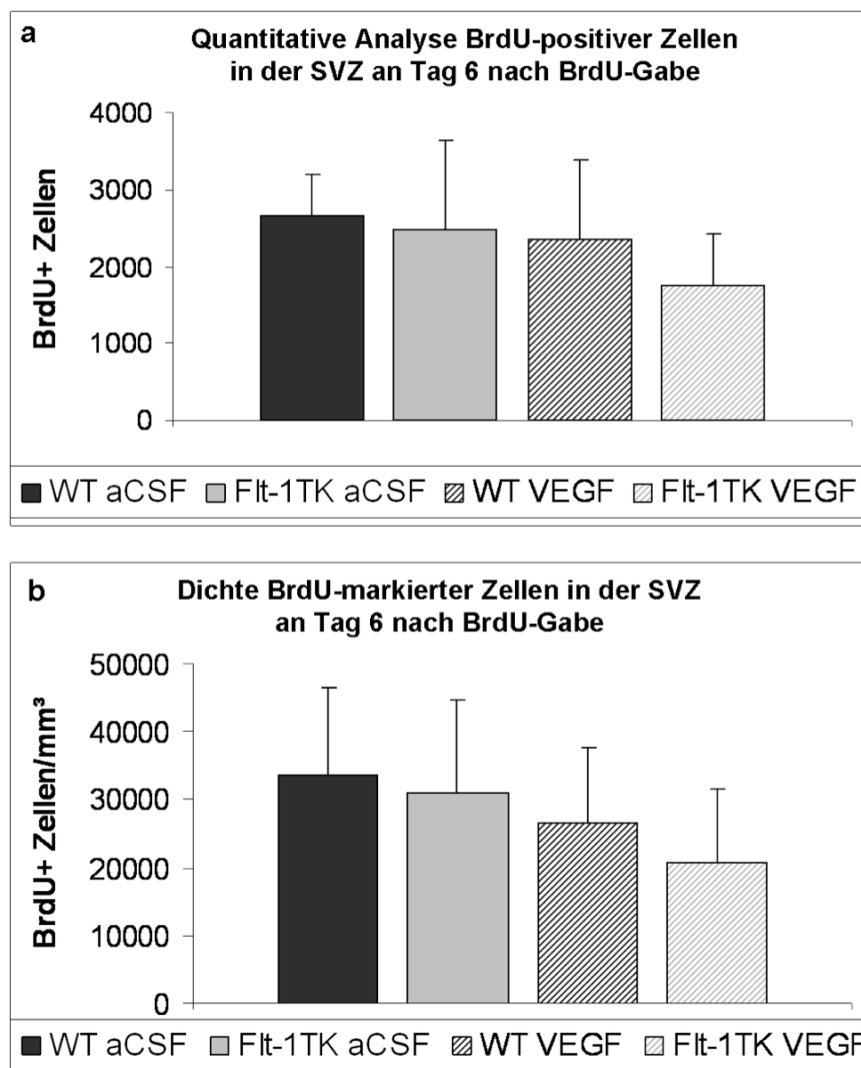 a
Quantitative Analyse BrdU-positiver Zellen
in der SVZ an Tag 6 nach BrdU-Gabe
BrdU+ Zellen
4000
3000
2000
1000
0
WT aCSF Flt-1TK aCSF WT VEGF Flt-1TK VEGF
b
Dichte BrdU-markierter Zellen in der SVZ
an Tag 6 nach BrdU-Gabe
BrdU+ Zellen/mm³
50000
40000
30000
20000
10000
0
WT aCSF Flt-1TK aCSF WT VEGF Flt-1TK VEGF